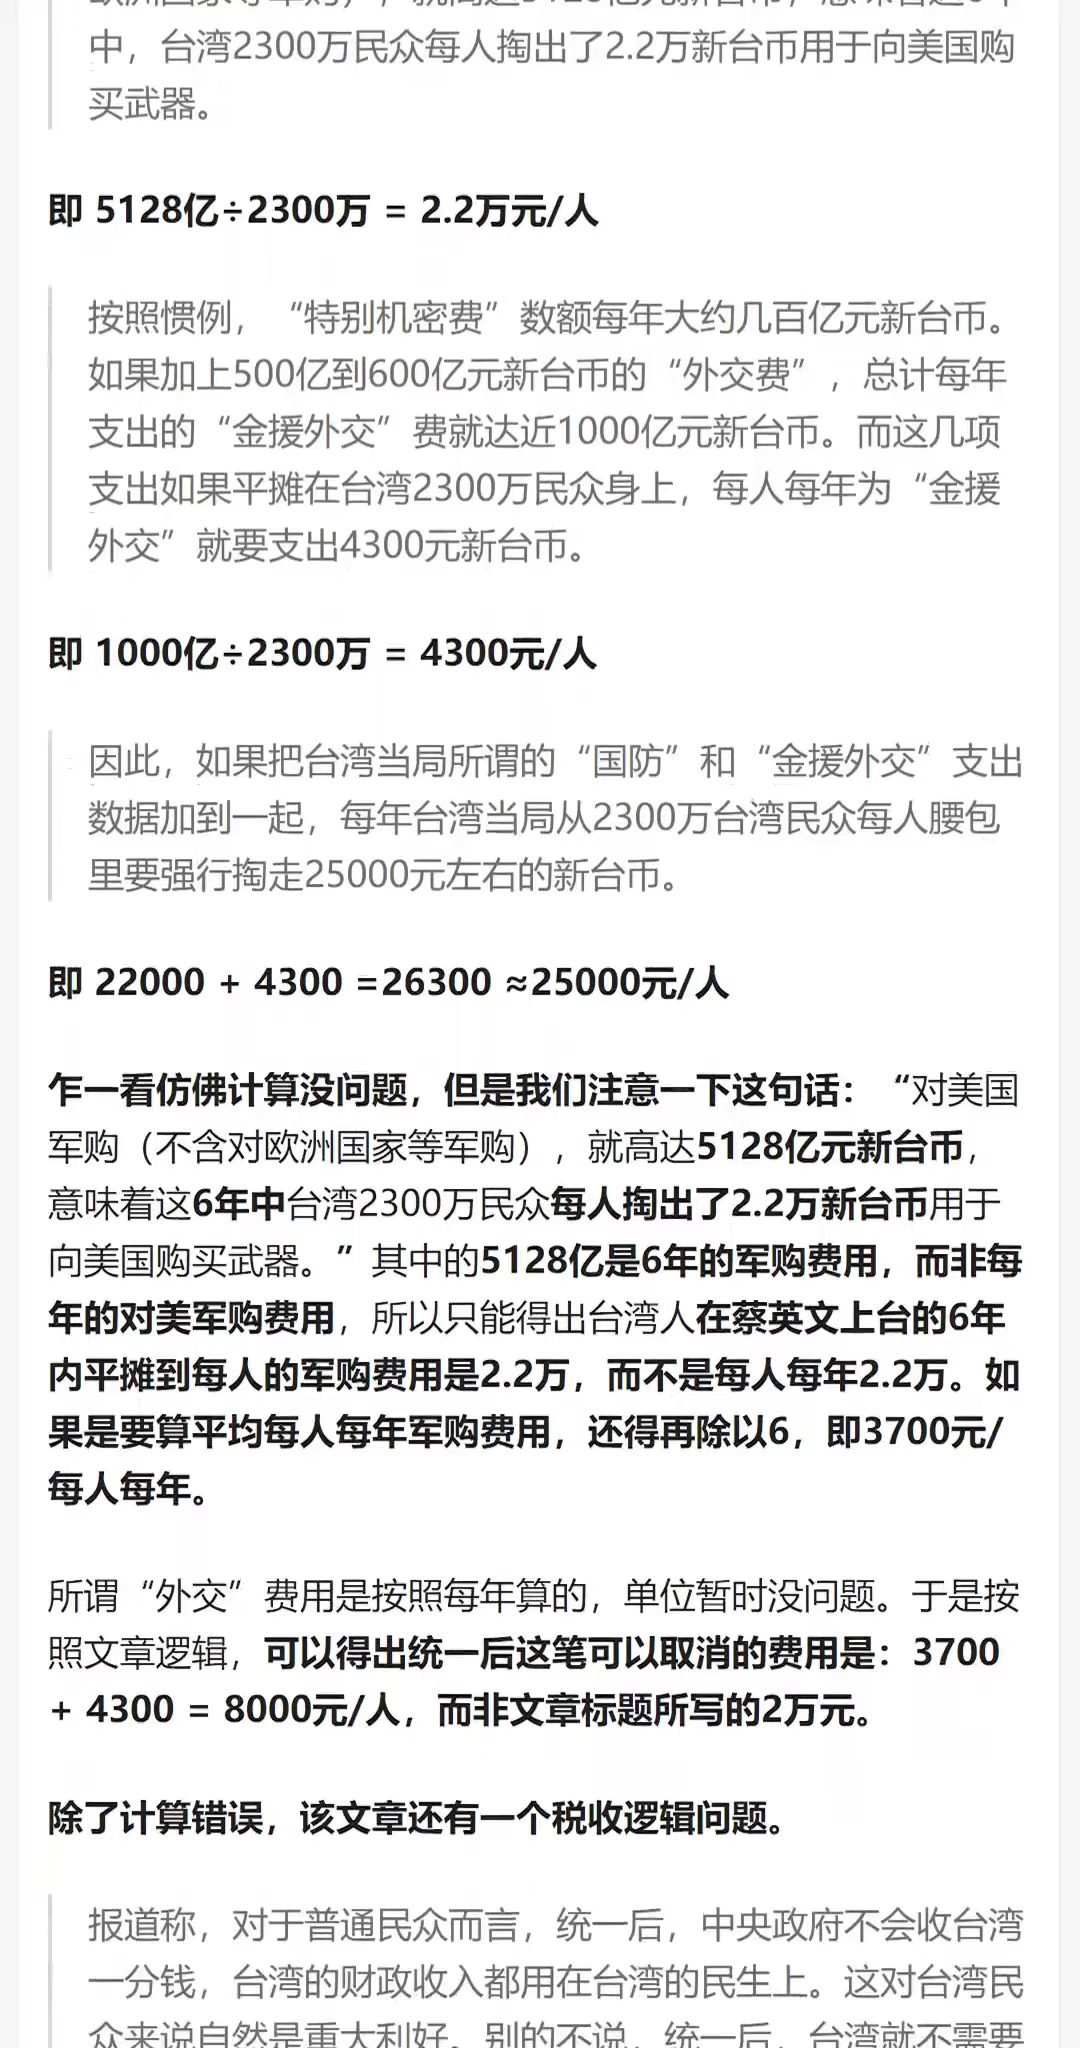 中，台湾2300万民众每人掏出了2.2万新台币用于向美国购
买武器。
即 5128亿÷2300万 = 2.2万元/人
按照惯例，“特别机密费”数额每年大约几百亿元新台币。
如果加上500亿到600亿元新台币的“外交费”，总计每年
支出的“金援外交”费就达近1000亿元新台币。而这几项
支出如果平摊在台湾2300万民众身上，每人每年为“金援
外交”就要支出4300元新台币。
即 1000亿÷2300万 = 4300元/人
因此，如果把台湾当局所谓的“国防”和“金援外交”支出
数据加到一起，每年台湾当局从2300万台湾民众每人腰包
里要强行掏走25000元左右的新台币。
即 22000 + 4300 =26300 ≈25000元/人
乍一看仿佛计算没问题，但是我们注意一下这句话：“对美国
军购（不含对欧洲国家等军购），就高达5128亿元新台币，
意味着这6年中台湾2300万民众每人掏出了2.2万新台币用于
向美国购买武器。”其中的5128亿是6年的军购费用，而非每
年的对美军购费用，所以只能得出台湾人在蔡英文上台的6年
内平摊到每人的军购费用是2.2万，而不是每人每年2.2万。如
果是要算平均每人每年军购费用，还得再除以6，即3700元/
每人每年。
所谓“外交”费用是按照每年算的，单位暂时没问题。于是按
照文章逻辑，可以得出统一后这笔可以取消的费用是：3700
+ 4300 = 8000元/人，而非文章标题所写的2万元。
除了计算错误，该文章还有一个税收逻辑问题。
报道称，对于普通民众而言，统一后，中央政府不会收台湾
一分钱，台湾的财政收入都用在台湾的民生上。这对台湾民
众来说自然是重大利好。别的不说，统一后，台湾就不需要